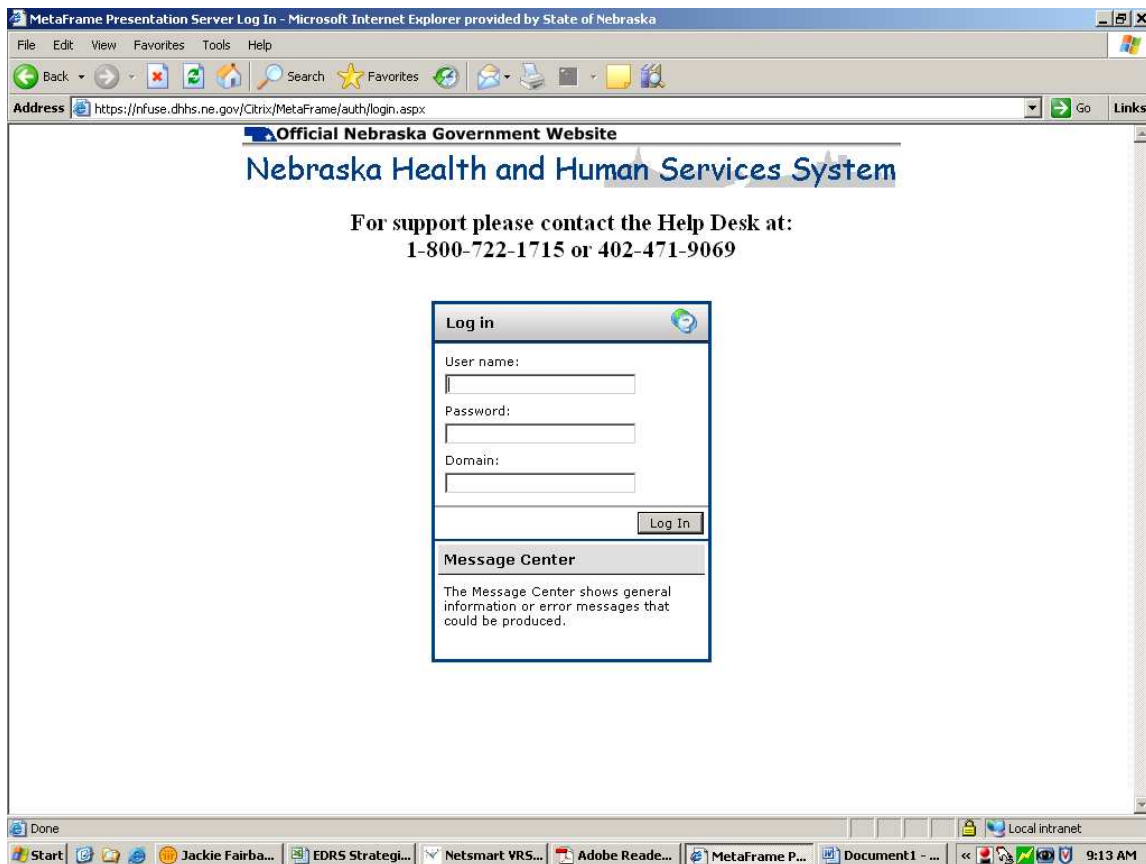 MetaFrame Presentation Server Log In - Microsoft Internet Explorer provided by State of Nebraska
File Edit View Favorites Tools Help
Back Search Favorites
Address https://nfuse.dhhs.ne.gov/Citrix/MetaFrame/auth/login.aspx Go Links
Official Nebraska Government Website
Nebraska Health and Human Services System
For support please contact the Help Desk at:
1-800-722-1715 or 402-471-9069
Log in
User name:
Password:
Domain:
Log In
Message Center
The Message Center shows general
information or error messages that
could be produced.
Done Local intranet
Start Jackie Fairba... EDRS Strategi... Netsmart VRS... Adobe Reade... MetaFrame P... Document1 - ... « 9:13 AM